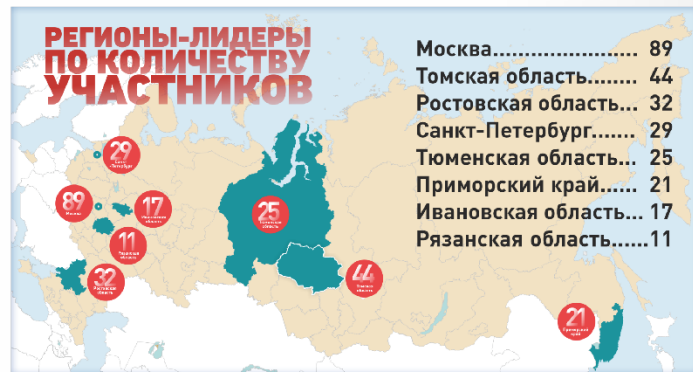 РЕГИОНЫ-ЛИДЕРЫ
ПО КОЛИЧЕСТВУ
УЧАСТНИКОВ
Москва........................ 89
Томская область........ 44
Ростовская область... 32
Санкт-Петербург....... 29
Тюменская область... 25
Приморский край...... 21
Ивановская область... 17
Рязанская область......11
29
Санкт-Петербург
89
Москва
17
Ивановская
область
11
область
32
Ростовская
область
25
Тюменская
область
44
Томская
область
21
Приморский
край